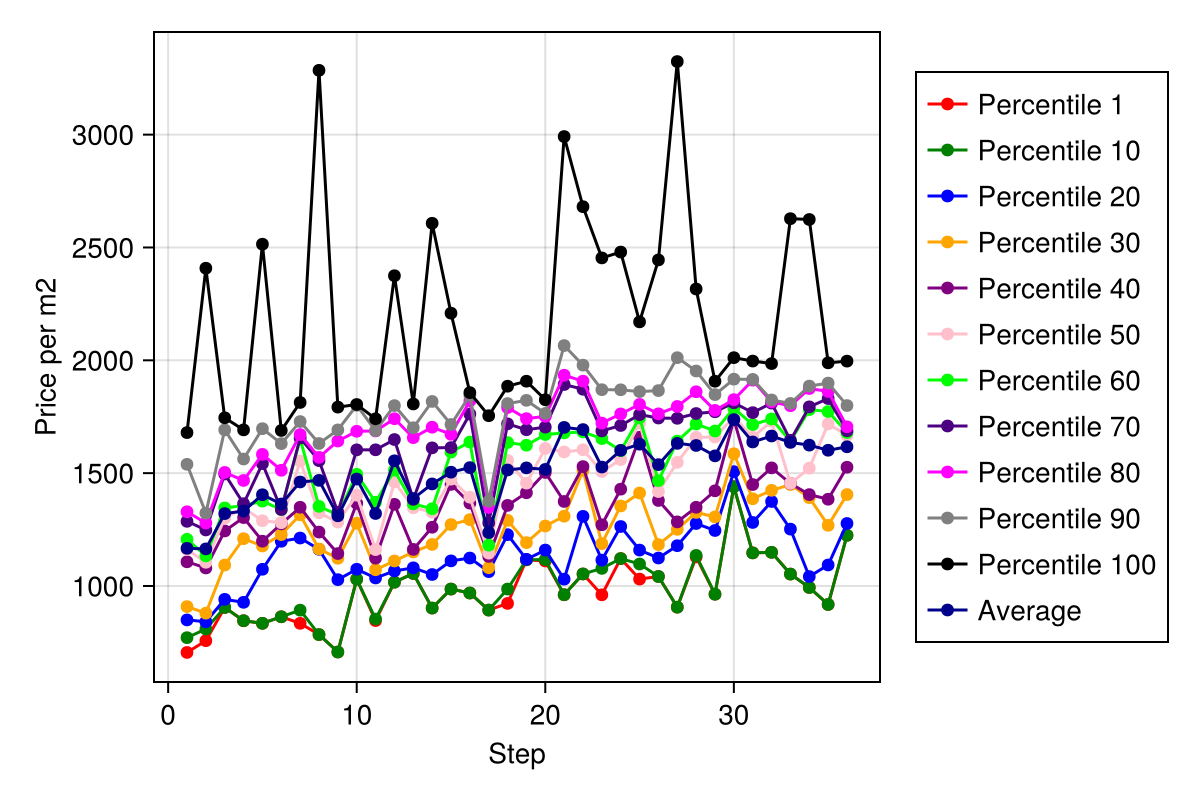 3000
2500
2000
1500
1000
Price per m2
0
10
20
30
Step
Percentile 1
Percentile 10
Percentile 20
Percentile 30
Percentile 40
Percentile 50
Percentile 60
Percentile 70
Percentile 80
Percentile 90
Percentile 100
Average